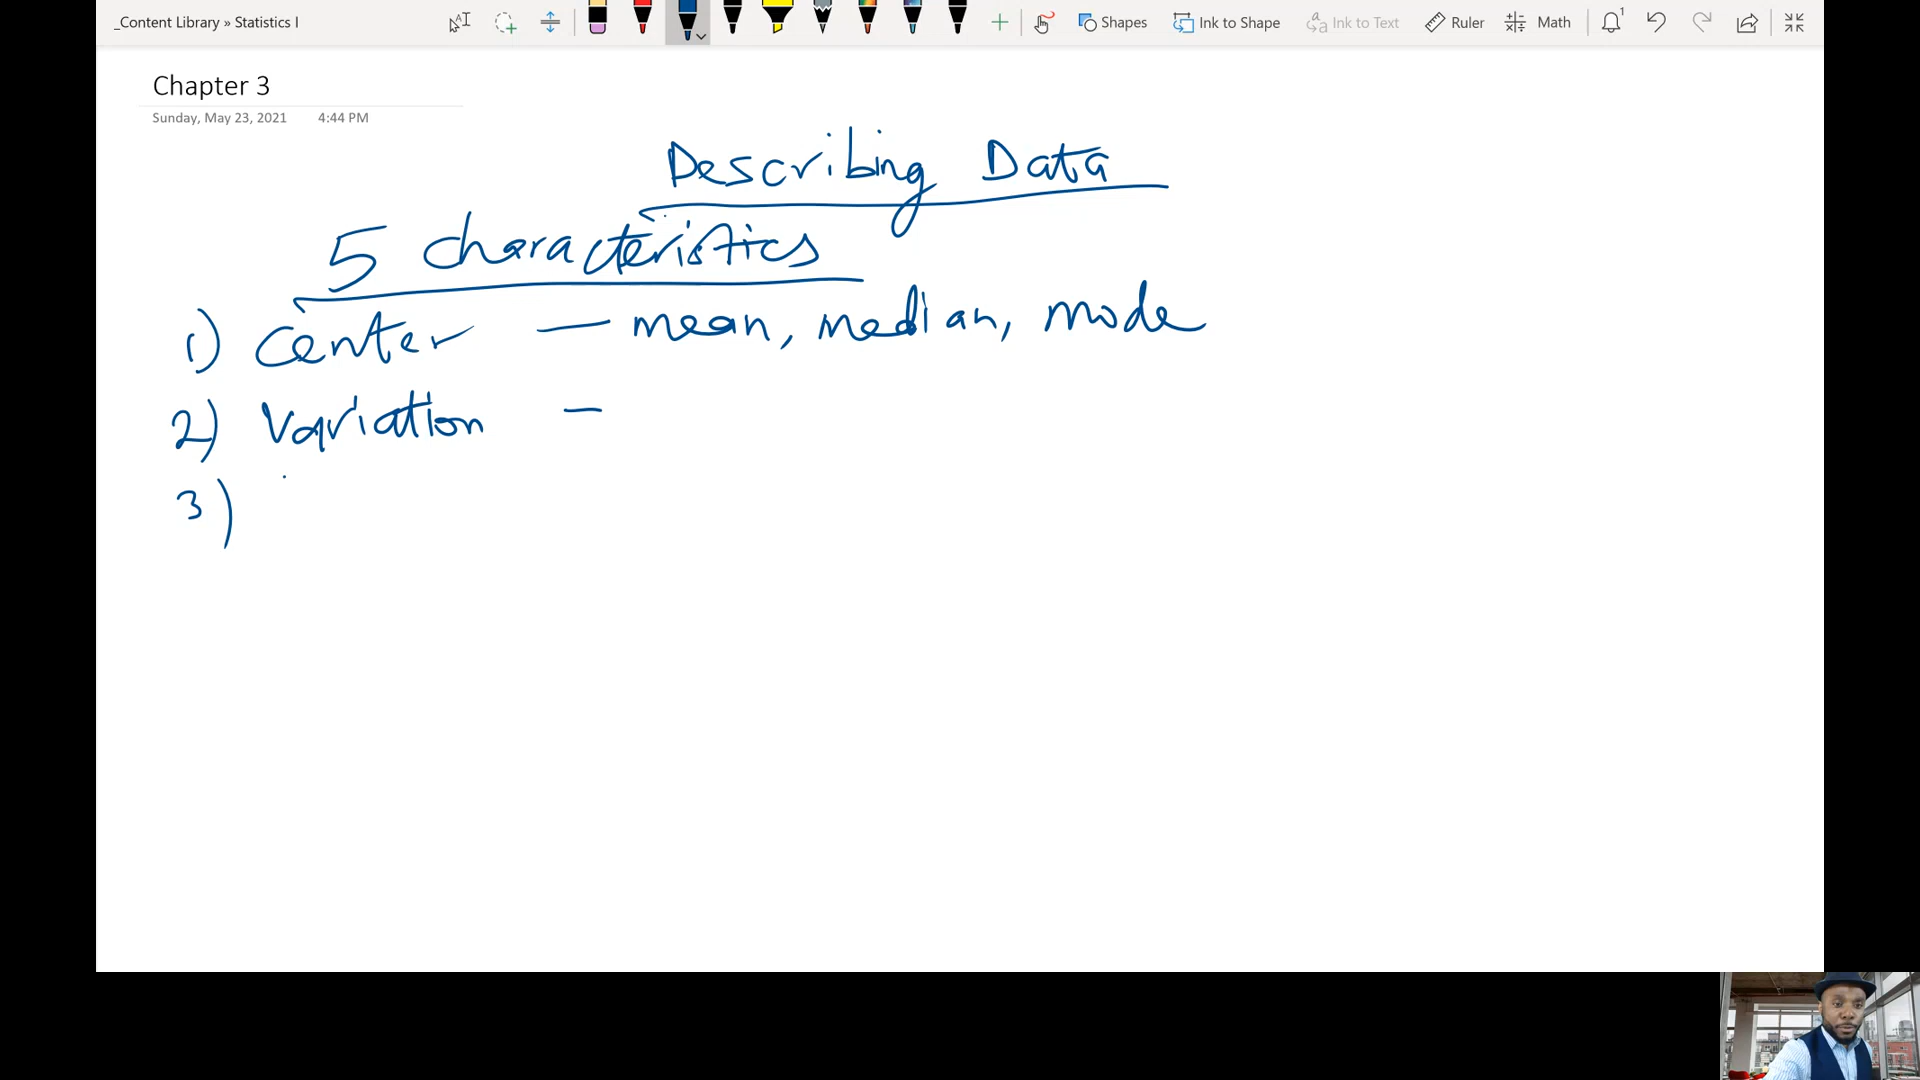 _Content Library » Statistics I
Shapes Ink to Shape Ink to Text Ruler Math 1
Chapter 3
Sunday, May 23, 2021 4:44 PM
Describing Data
5 characteristics
1) Center — mean, median, mode
2) Variation —
3)